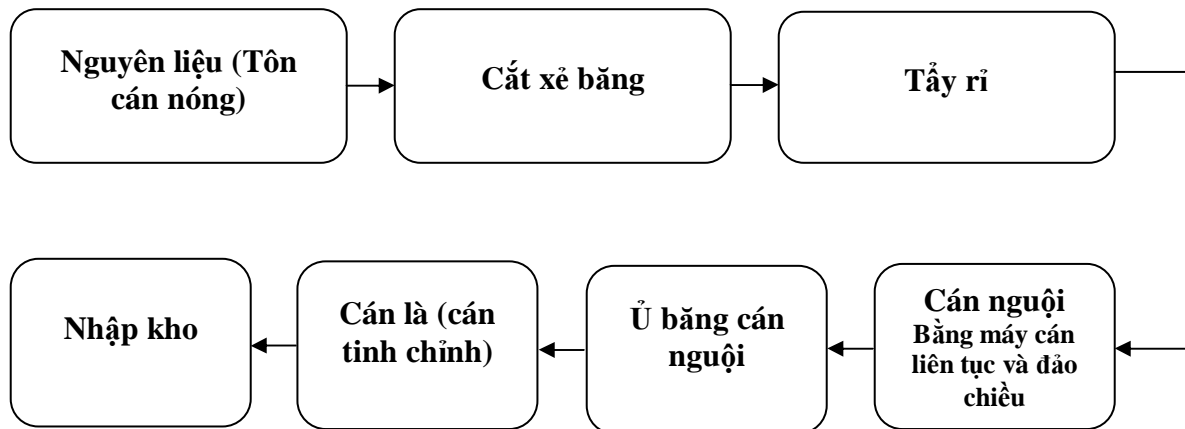 Nguyên liệu (Tôn
cán nóng)
Cắt xẻ băng
Tẩy rỉ
Nhập kho
Cán là (cán
tinh chỉnh)
Ủ băng cán
nguội
Cán nguội
Bằng máy cán
liên tục và đảo
chiều